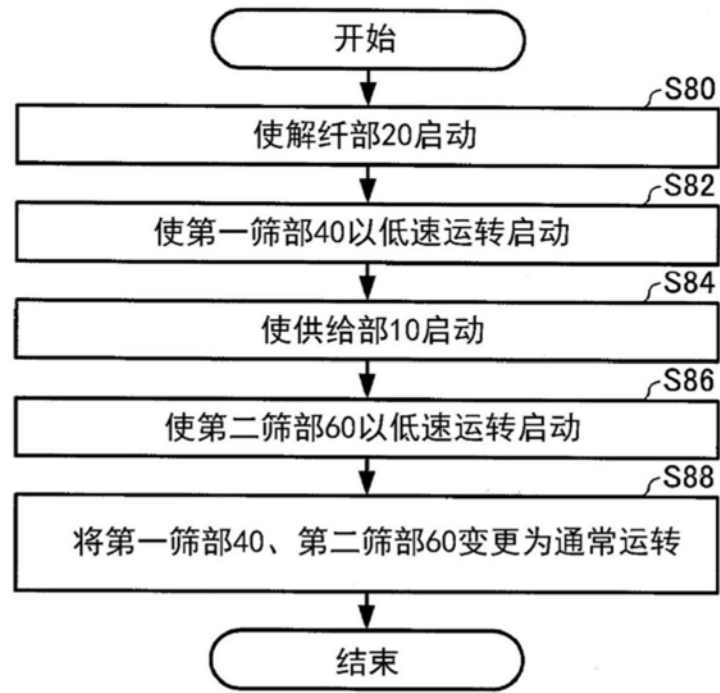 开始
S80
使解纤部20启动
S82
使第一筛部40以低速运转启动
S84
使供给部10启动
S86
使第二筛部60以低速运转启动
S88
将第一筛部40、第二筛部60变更为通常运转
结束